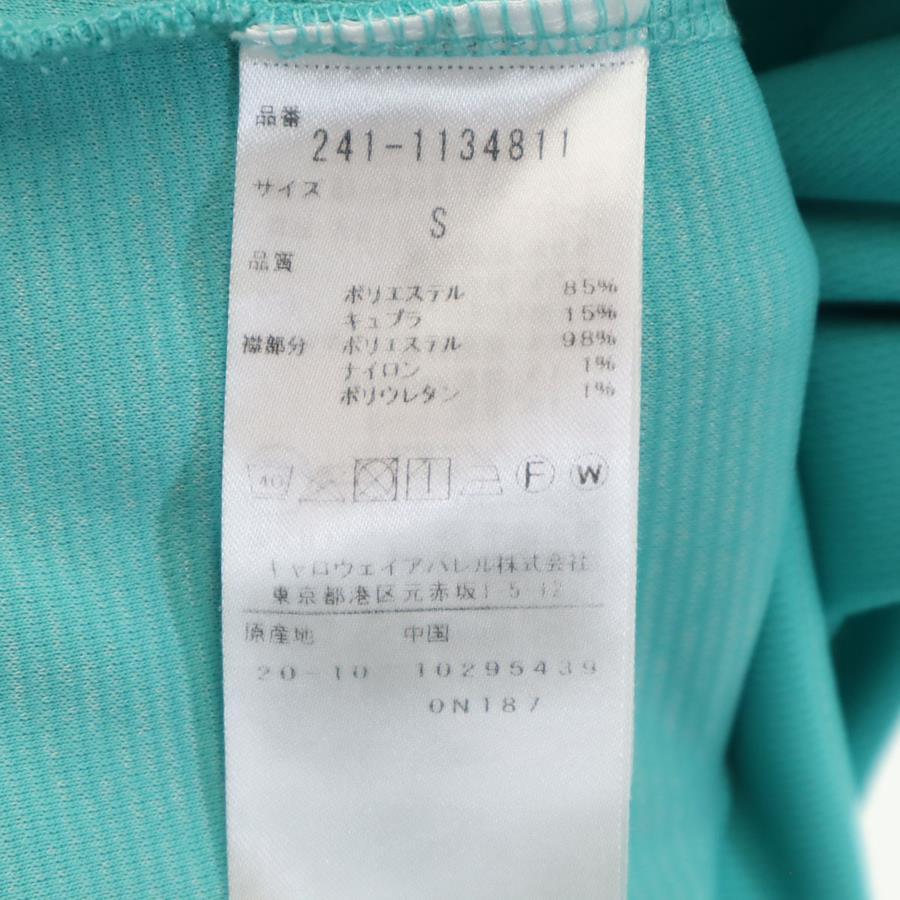 品番
241-1134811
サイズ
S
品質
ポリエステル 85%
キュプラ 15%
襟部分 ポリエステル 98%
ナイロン 1%
ポリウレタン 1%
40 F W
キャロウェイアパレル株式会社
東京都港区元赤坂1-5-12
原産地 中国
20-10 10295439
0N187